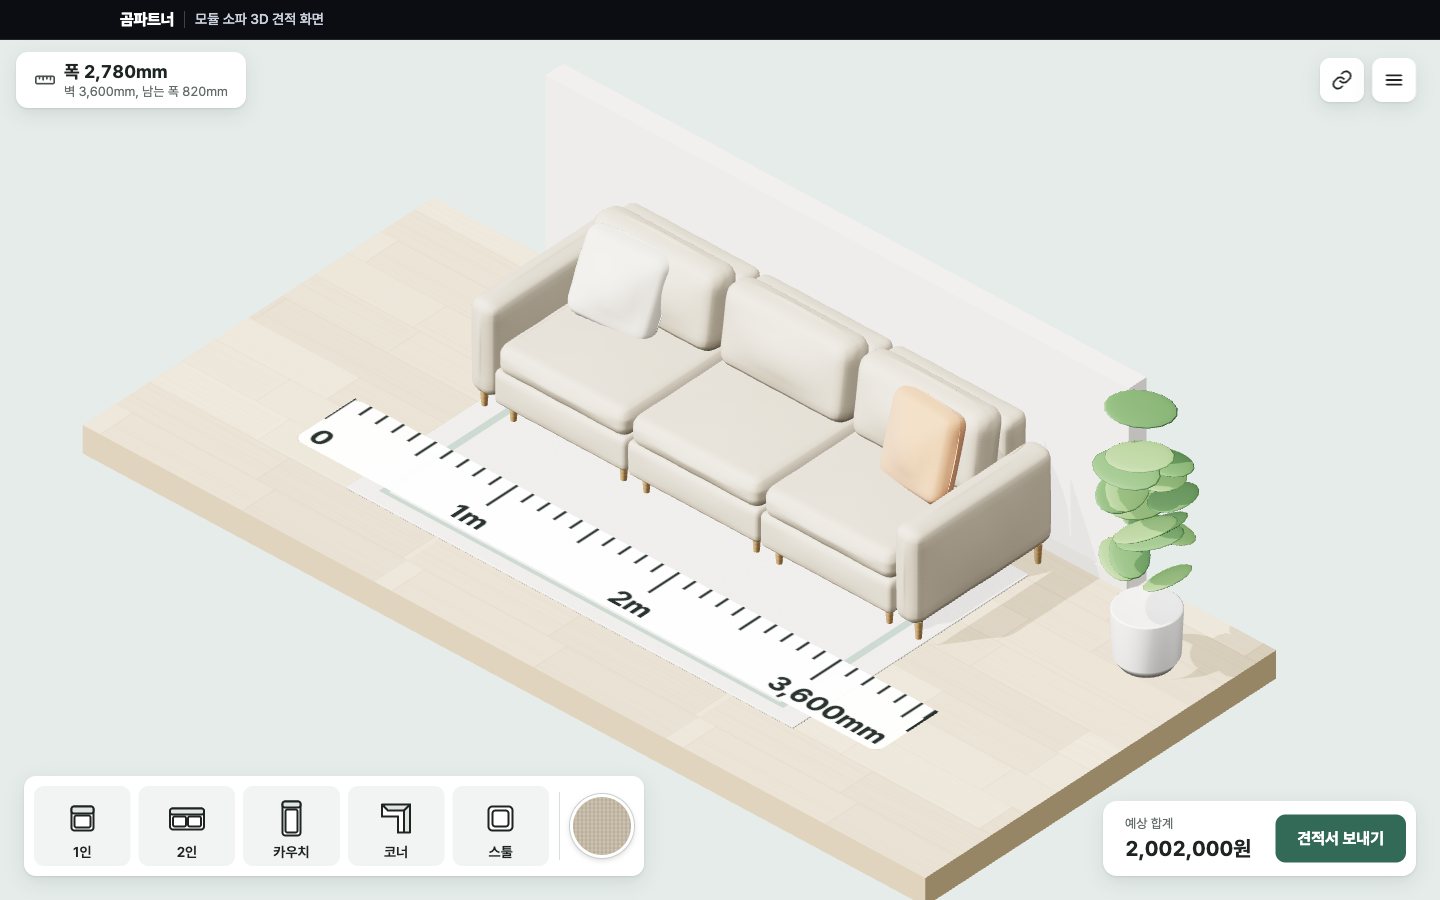 곰파트너
모듈 소파 3D 견적 화면
폭 2,780mm
벽 3,600mm, 남는 폭 820mm
0
1m
2m
3,600mm
1인
2인
카우치
코너
스툴
예상 합계
2,002,000원
견적서 보내기